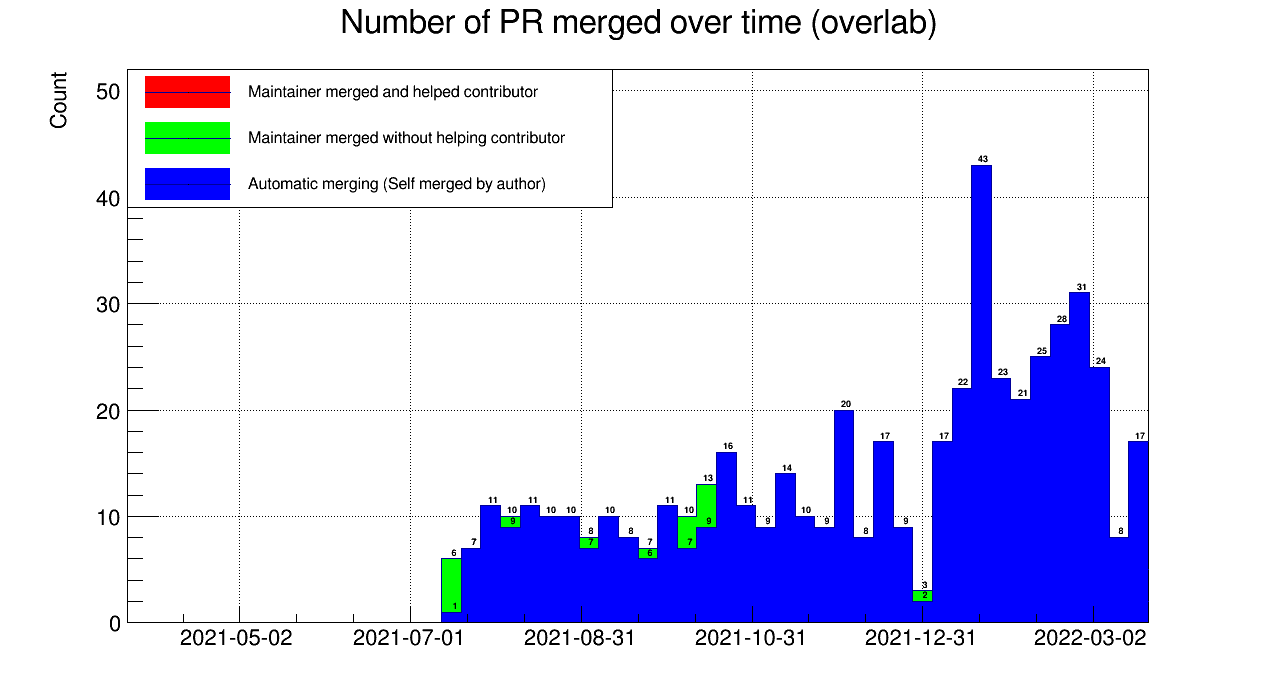 Number of PR merged over time (overlab)
Count
50
40
30
20
10
0
Maintainer merged and helped contributor
Maintainer merged without helping contributor
Automatic merging (Self merged by author)
6 1 7 11 10 9 11 10 10 8 7 10 8 7 6 11 10 7 13 9 16 11 9 14 10 9 20 8 17 9 3 2 17 22 43 23 21 25 28 31 24 8 17
2021-05-02 2021-07-01 2021-08-31 2021-10-31 2021-12-31 2022-03-02